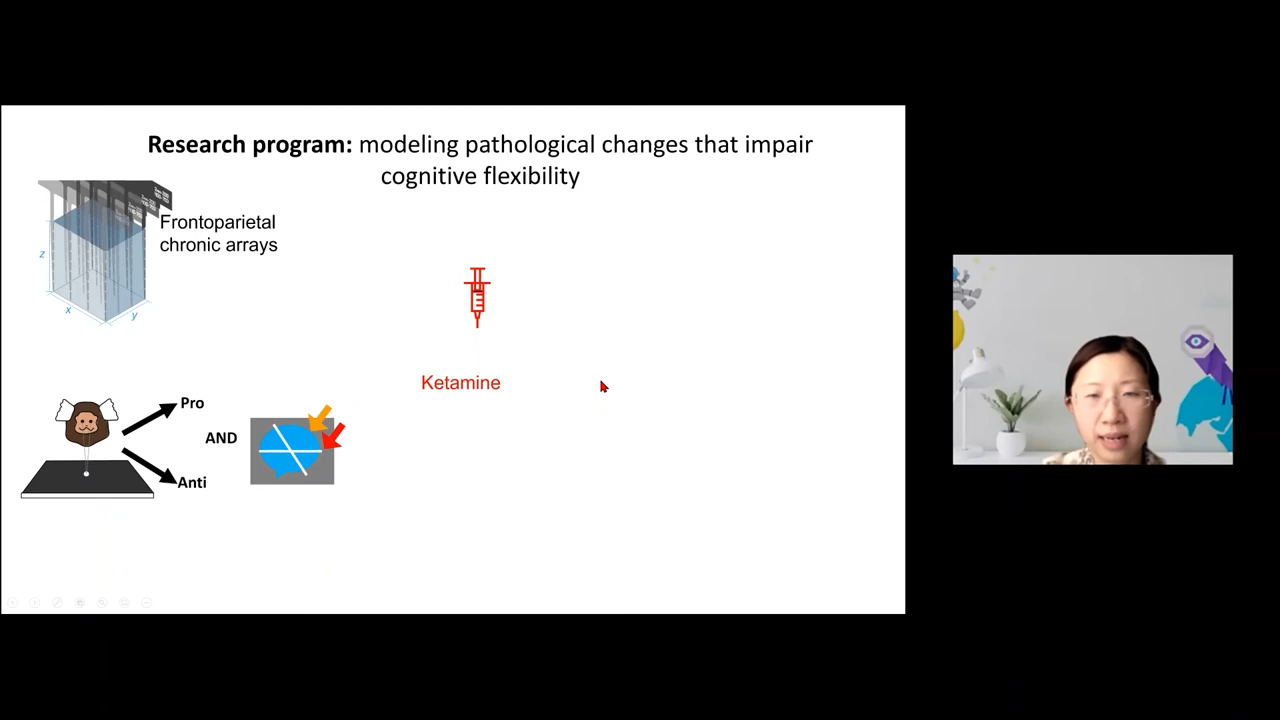 Research program: modeling pathological changes that impair
cognitive flexibility
Frontoparietal
chronic arrays
z
x
y
Ketamine
Pro
AND
Anti